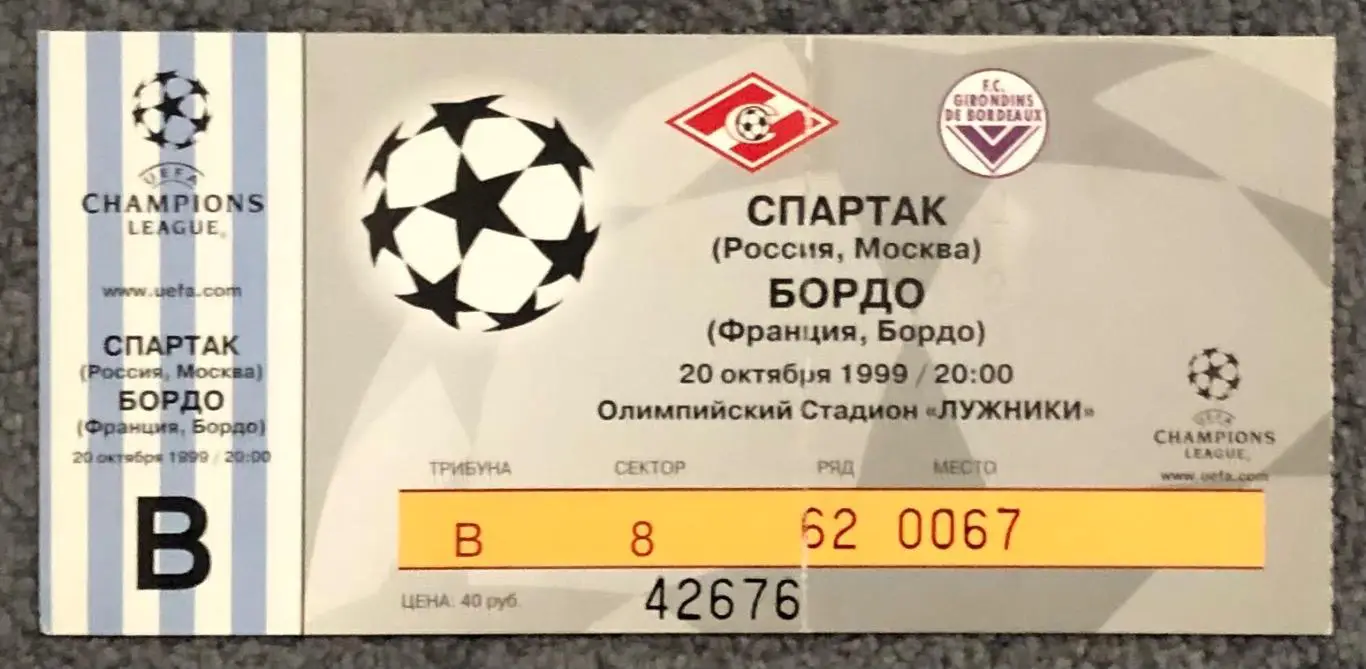 UEFA
CHAMPIONS
LEAGUE
www.uefa.com
СПАРТАК
(Россия, Москва)
БОРДО
(Франция, Бордо)
20 октября 1999 / 20:00
B
F.C.
GIRONDINS
DE BORDEAUX
СПАРТАК
(Россия, Москва)
БОРДО
(Франция, Бордо)
20 октября 1999 / 20:00
Олимпийский Стадион «ЛУЖНИКИ»
UEFA
CHAMPIONS
LEAGUE
www.uefa.com
ТРИБУНА СЕКТОР РЯД МЕСТО
B 8 62 0067
ЦЕНА: 40 руб. 42676